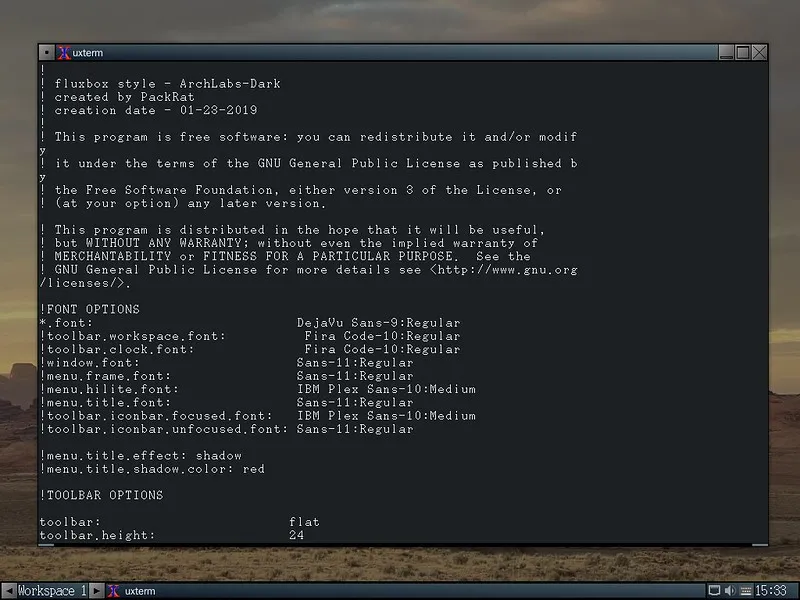 uxterm
!
! fluxbox style - ArchLabs-Dark
! created by PackRat
! creation date - 01-23-2019
!
! This program is free software: you can redistribute it and/or modif
y
! it under the terms of the GNU General Public License as published b
y
! the Free Software Foundation, either version 3 of the License, or
! (at your option) any later version.
!
! This program is distributed in the hope that it will be useful,
! but WITHOUT ANY WARRANTY; without even the implied warranty of
! MERCHANTABILITY or FITNESS FOR A PARTICULAR PURPOSE.  See the
! GNU General Public License for more details see <http://www.gnu.org
/licenses/>.
!FONT OPTIONS
*.font: DejaVu Sans-9:Regular
!toolbar.workspace.font: Fira Code-10:Regular
!toolbar.clock.font: Fira Code-10:Regular
!window.font: Sans-11:Regular
!menu.frame.font: Sans-11:Regular
!menu.hilite.font: IBM Plex Sans-10:Medium
!menu.title.font: Sans-11:Regular
!toolbar.iconbar.focused.font: IBM Plex Sans-10:Medium
!toolbar.iconbar.unfocused.font: Sans-11:Regular
!menu.title.effect: shadow
!menu.title.shadow.color: red
!TOOLBAR OPTIONS
toolbar: flat
toolbar.height: 24
Workspace 1 uxterm 15:33